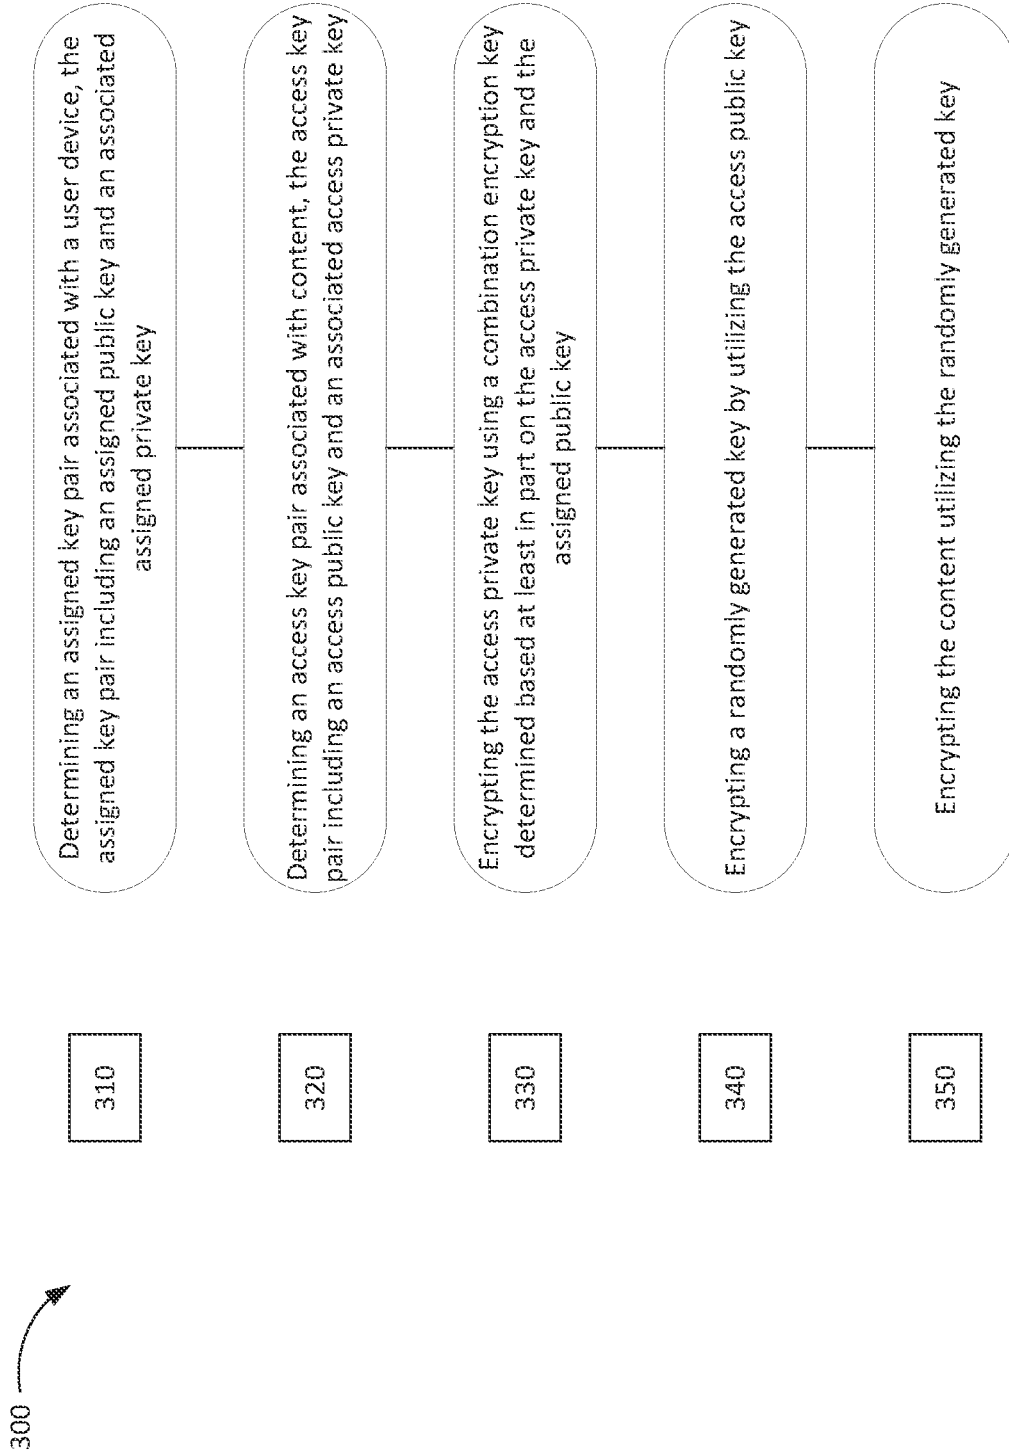 300
310
Determining an assigned key pair associated with a user device, the
assigned key pair including an assigned public key and an associated
assigned private key
320
Determining an access key pair associated with content, the access key
pair including an access public key and an associated access private key
330
Encrypting the access private key using a combination encryption key
determined based at least in part on the access private key and the
assigned public key
340
Encrypting a randomly generated key by utilizing the access public key
350
Encrypting the content utilizing the randomly generated key